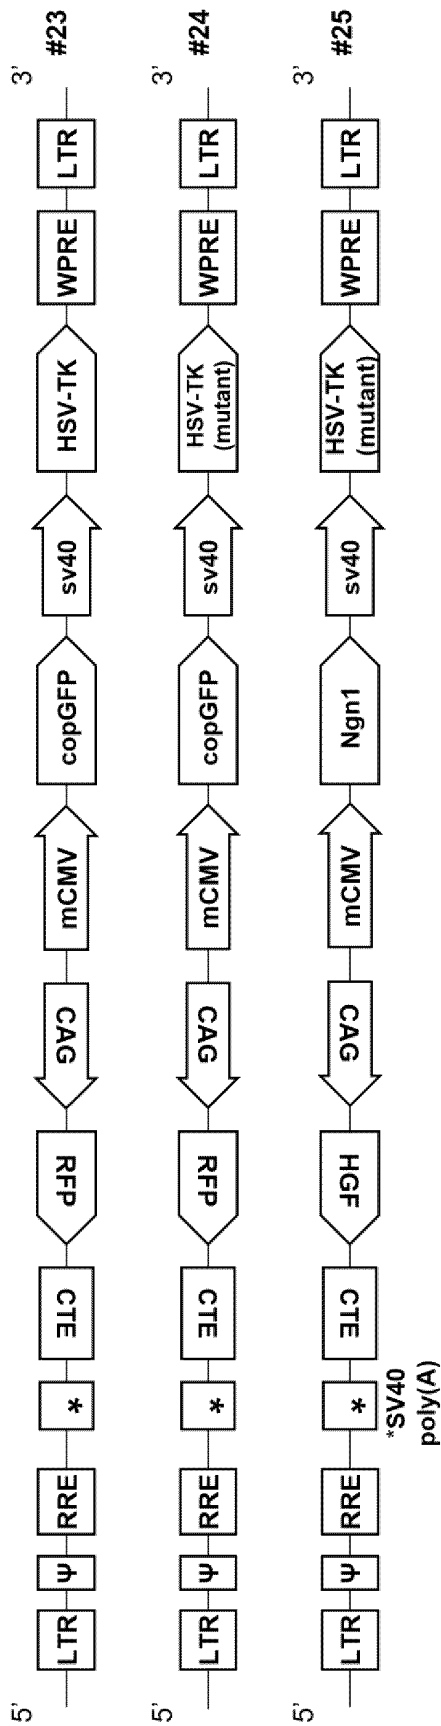 5' LTR Ψ RRE * CTE RFP CAG mCMV copGFP sv40 HSV-TK WPRE LTR 3' #23
5' LTR Ψ RRE * CTE RFP CAG mCMV copGFP sv40 HSV-TK
(mutant) WPRE LTR 3' #24
5' LTR Ψ RRE * CTE HGF CAG mCMV Ngn1 sv40 HSV-TK
(mutant) WPRE LTR 3' #25
*SV40
poly(A)